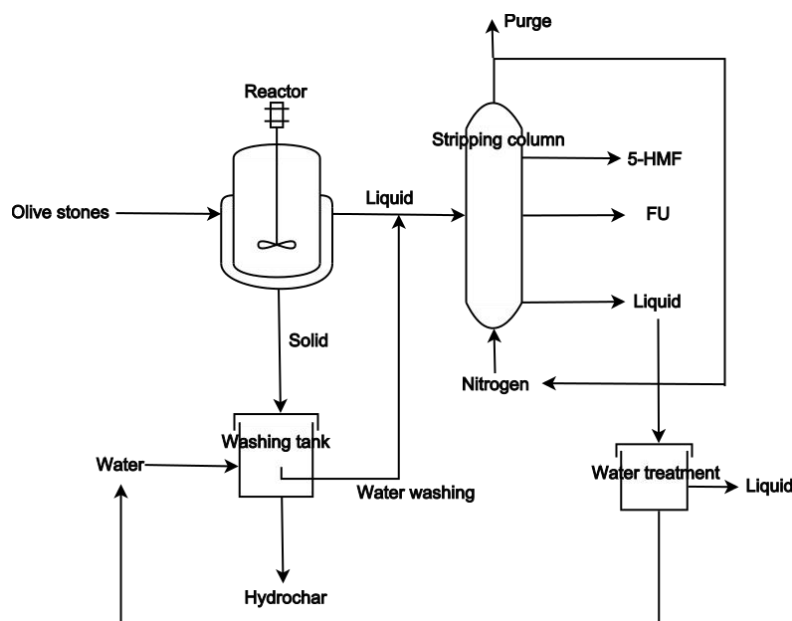 Purge
Reactor
Stripping column
5-HMF
Liquid
Olive stones
FU
Liquid
Solid
Nitrogen
Washing tank
Water
Water treatment
Water washing
Liquid
Hydrochar